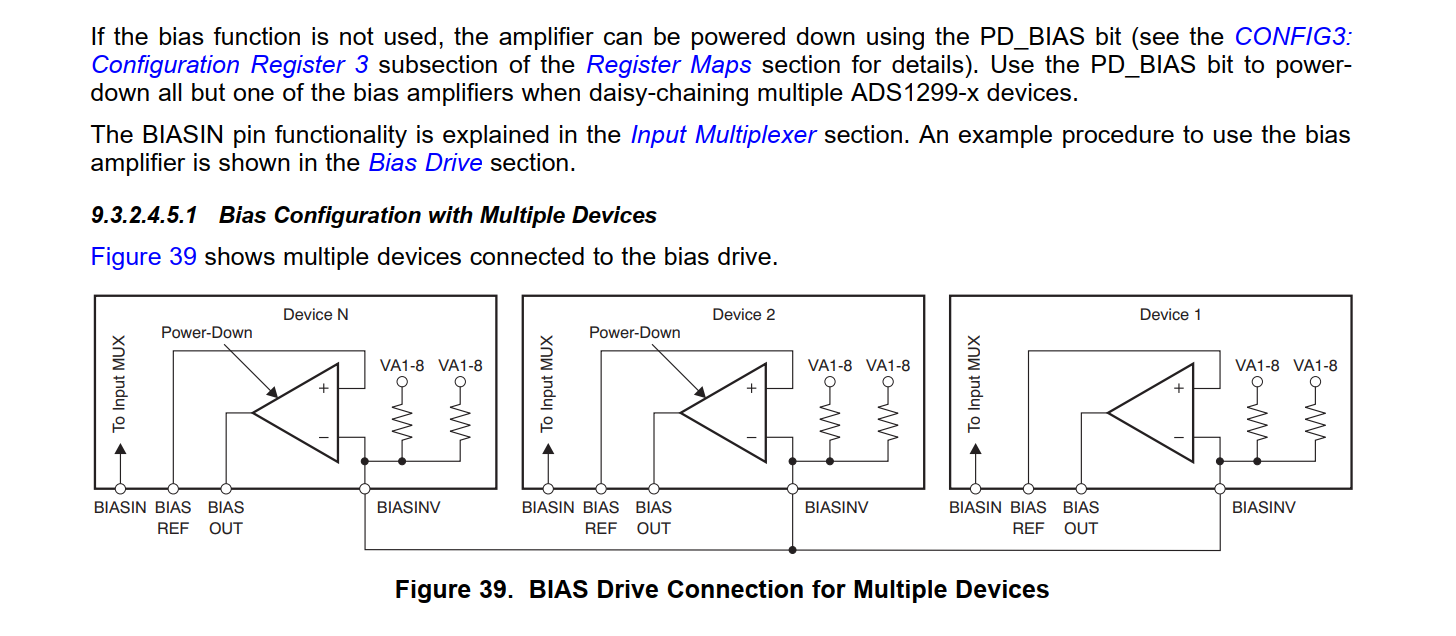 If the bias function is not used, the amplifier can be powered down using the PD_BIAS bit (see the CONFIG3:
Configuration Register 3 subsection of the Register Maps section for details). Use the PD_BIAS bit to power-
down all but one of the bias amplifiers when daisy-chaining multiple ADS1299-x devices.
The BIASIN pin functionality is explained in the Input Multiplexer section. An example procedure to use the bias
amplifier is shown in the Bias Drive section.
9.3.2.4.5.1 Bias Configuration with Multiple Devices
Figure 39 shows multiple devices connected to the bias drive.
Device N
Power-Down
To Input MUX
VA1-8 VA1-8
+
−
BIASIN BIAS BIAS BIASINV
REF OUT
Device 2
Power-Down
To Input MUX
VA1-8 VA1-8
+
−
BIASIN BIAS BIAS BIASINV
REF OUT
Device 1
To Input MUX
VA1-8 VA1-8
+
−
BIASIN BIAS BIAS BIASINV
REF OUT
Figure 39. BIAS Drive Connection for Multiple Devices